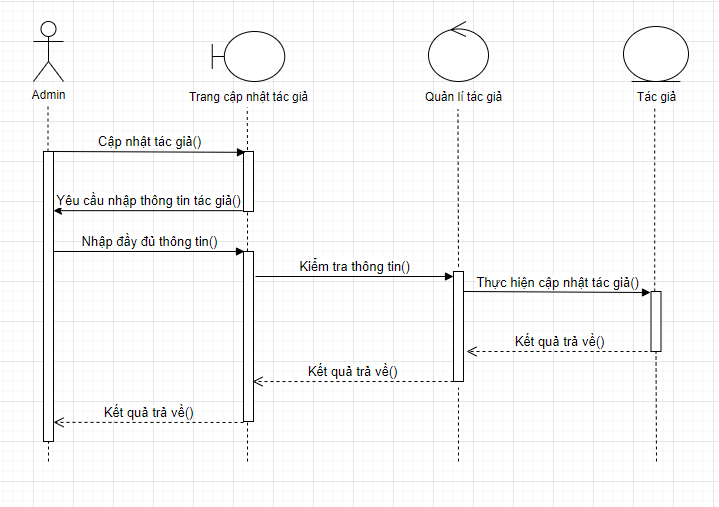 Admin
Trang cập nhật tác giả
Quản lí tác giả
Tác giả
Cập nhật tác giả()
Yêu cầu nhập thông tin tác giả()
Nhập đầy đủ thông tin()
Kiểm tra thông tin()
Thực hiện cập nhật tác giả()
Kết quả trả về()
Kết quả trả về()
Kết quả trả về()